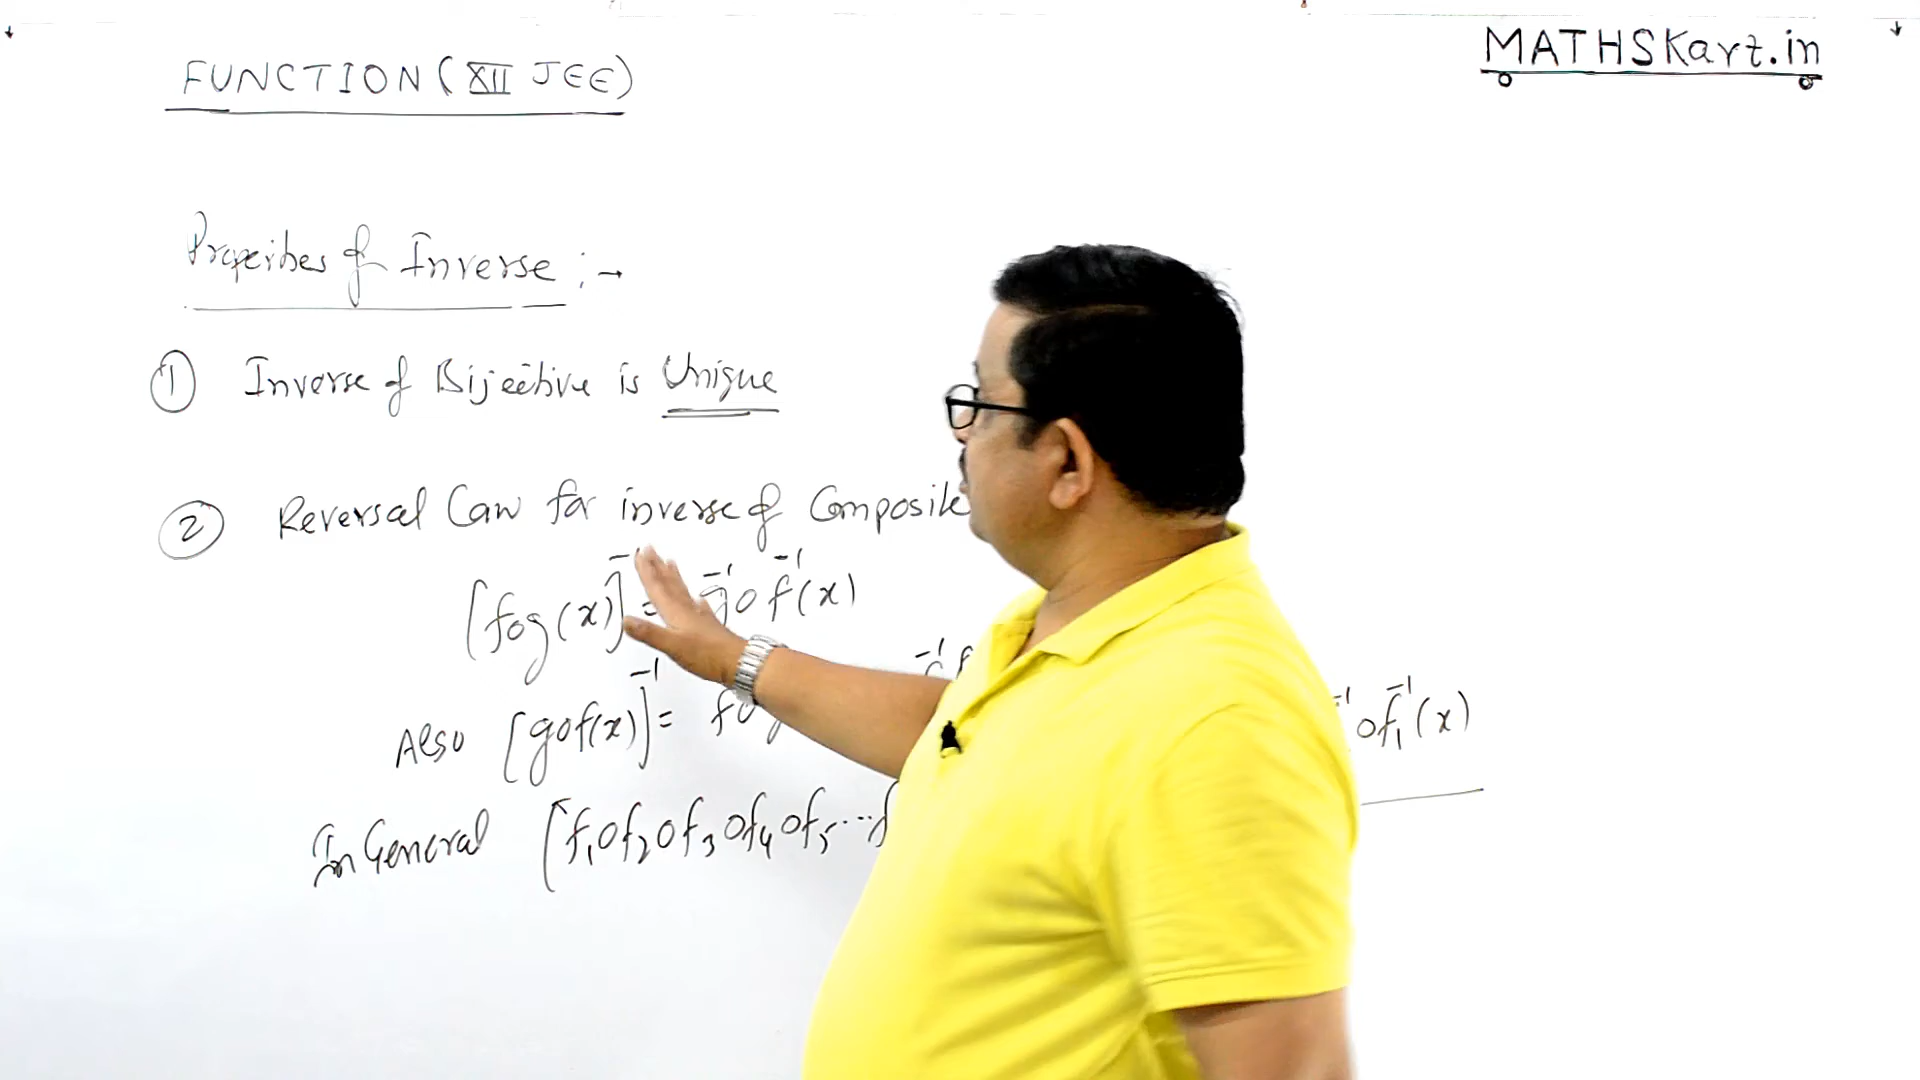 FUNCTION (XII JEE)
MATHSKart.in
Properties of Inverse :-
① Inverse of Bijective is Unique
② Reversal Law for inverse of Composite
[fog(x)]⁻¹ = g⁻¹of⁻¹(x)
Also [gof(x)]⁻¹ = f⁻¹og
of₁⁻¹(x)
In General [f₁of₂of₃of₄of₅...f